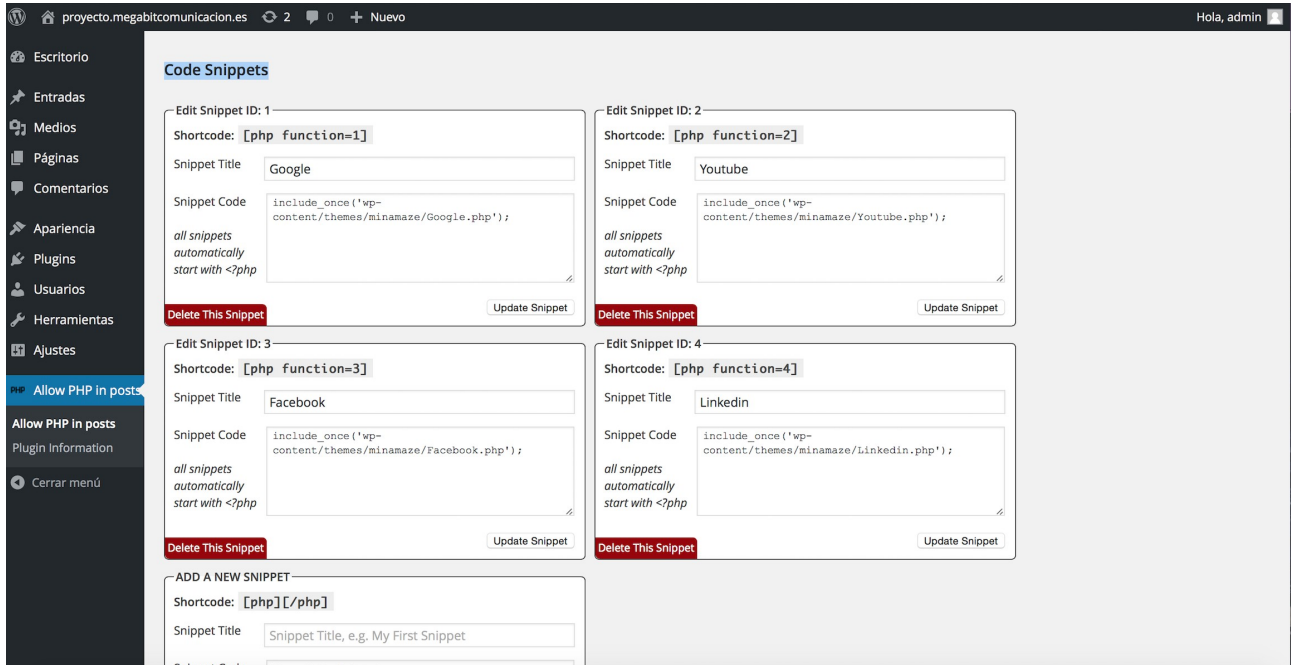 proyecto.megabitcomunicacion.es 2 0 + Nuevo Hola, admin
Escritorio
Entradas
Medios
Páginas
Comentarios
Apariencia
Plugins
Usuarios
Herramientas
Ajustes
PHP Allow PHP in posts
Allow PHP in posts
Plugin Information
Cerrar menú
Code Snippets
Edit Snippet ID: 1
Shortcode: [php function=1]
Snippet Title Google
Snippet Code
include_once('wp-
content/themes/minamaze/Google.php');
all snippets
automatically
start with <?php
Delete This Snippet Update Snippet
Edit Snippet ID: 2
Shortcode: [php function=2]
Snippet Title Youtube
Snippet Code
include_once('wp-
content/themes/minamaze/Youtube.php');
all snippets
automatically
start with <?php
Delete This Snippet Update Snippet
Edit Snippet ID: 3
Shortcode: [php function=3]
Snippet Title Facebook
Snippet Code
include_once('wp-
content/themes/minamaze/Facebook.php');
all snippets
automatically
start with <?php
Delete This Snippet Update Snippet
Edit Snippet ID: 4
Shortcode: [php function=4]
Snippet Title Linkedin
Snippet Code
include_once('wp-
content/themes/minamaze/Linkedin.php');
all snippets
automatically
start with <?php
Delete This Snippet Update Snippet
ADD A NEW SNIPPET
Shortcode: [php][/php]
Snippet Title Snippet Title, e.g. My First Snippet